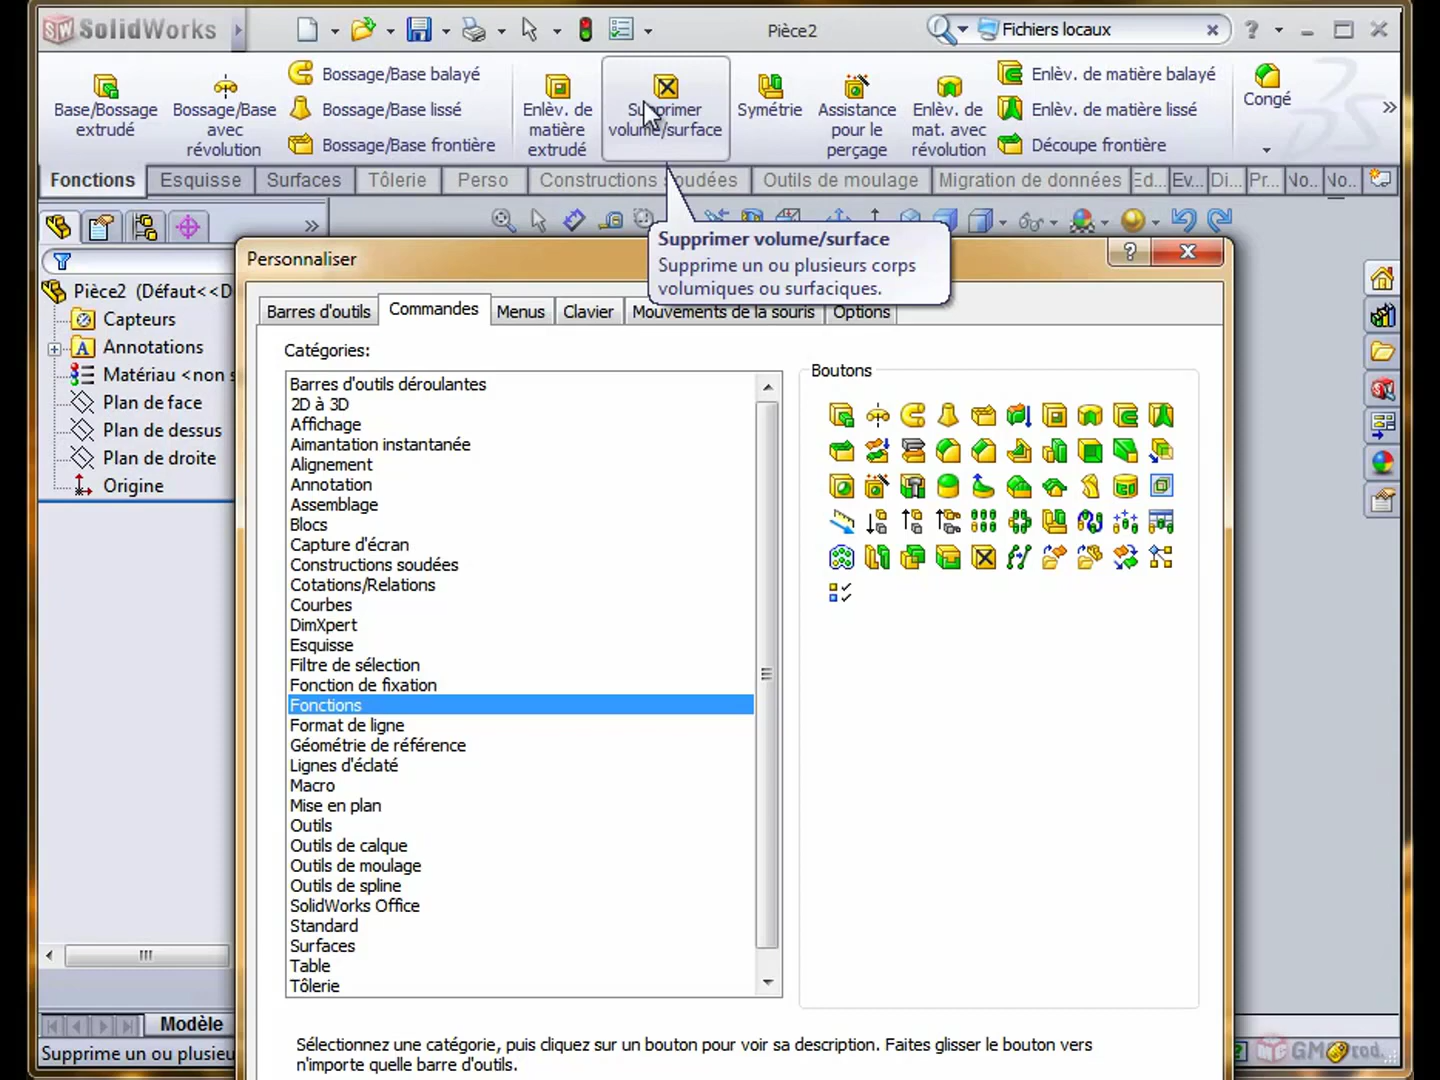 SolidWorks
Pièce2
Fichiers locaux
Base/Bossage
extrudé
Bossage/Base
avec
révolution
Bossage/Base balayé
Bossage/Base lissé
Bossage/Base frontière
Enlèv. de
matière
extrudé
volume/surface
Symétrie
Assistance
pour le
perçage
Enlèv. de
mat. avec
révolution
Enlèv. de matière balayé
Enlèv. de matière lissé
Découpe frontière
Congé
Fonctions
Esquisse
Surfaces
Tôlerie
Perso
Constructions
Outils de moulage
Migration de données
Ed...
Ev...
Di...
Pr...
No..
No..
Supprimer volume/surface
Supprime un ou plusieurs corps
volumiques ou surfaciques.
Pièce2 (Défaut<<D
Capteurs
Annotations
Matériau <non s
Plan de face
Plan de dessus
Plan de droite
Origine
Personnaliser
Barres d'outils
Commandes
Menus
Clavier
Mouvements de la souris
Options
Catégories:
Barres d'outils déroulantes
2D à 3D
Affichage
Aimantation instantanée
Alignement
Annotation
Assemblage
Blocs
Capture d'écran
Constructions soudées
Cotations/Relations
Courbes
DimXpert
Esquisse
Filtre de sélection
Fonction de fixation
Fonctions
Format de ligne
Géométrie de référence
Lignes d'éclaté
Macro
Mise en plan
Outils
Outils de calque
Outils de moulage
Outils de spline
SolidWorks Office
Standard
Surfaces
Table
Tôlerie
Boutons
Sélectionnez une catégorie, puis cliquez sur un bouton pour voir sa description. Faites glisser le bouton vers
n'importe quelle barre d'outils.
Modèle
Supprime un ou plusieu